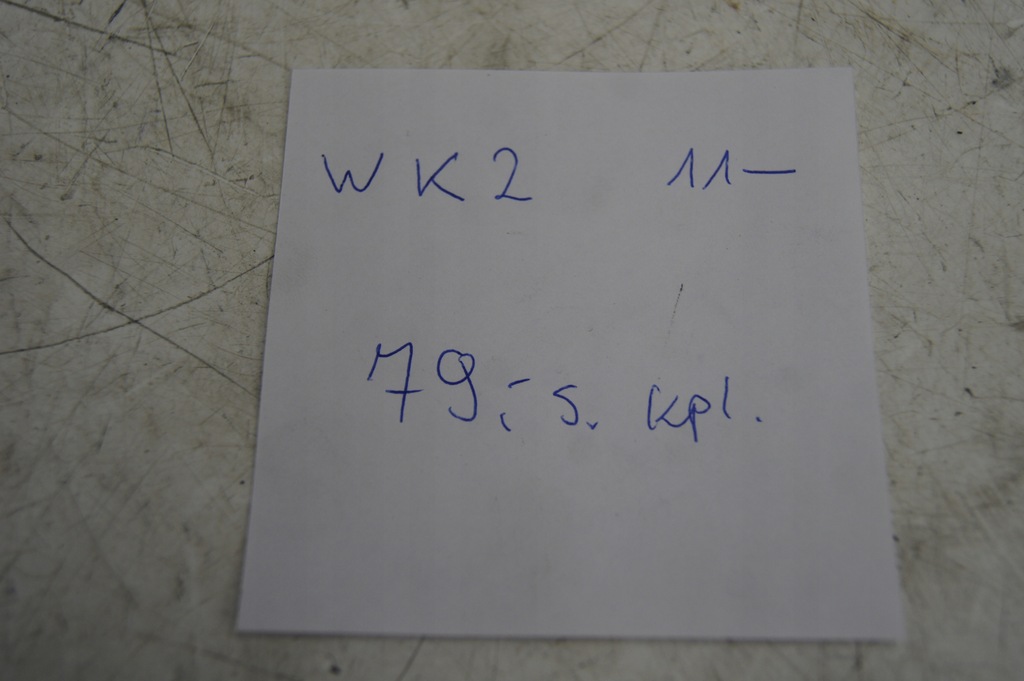 WK2 11-
79,- s. kpl.